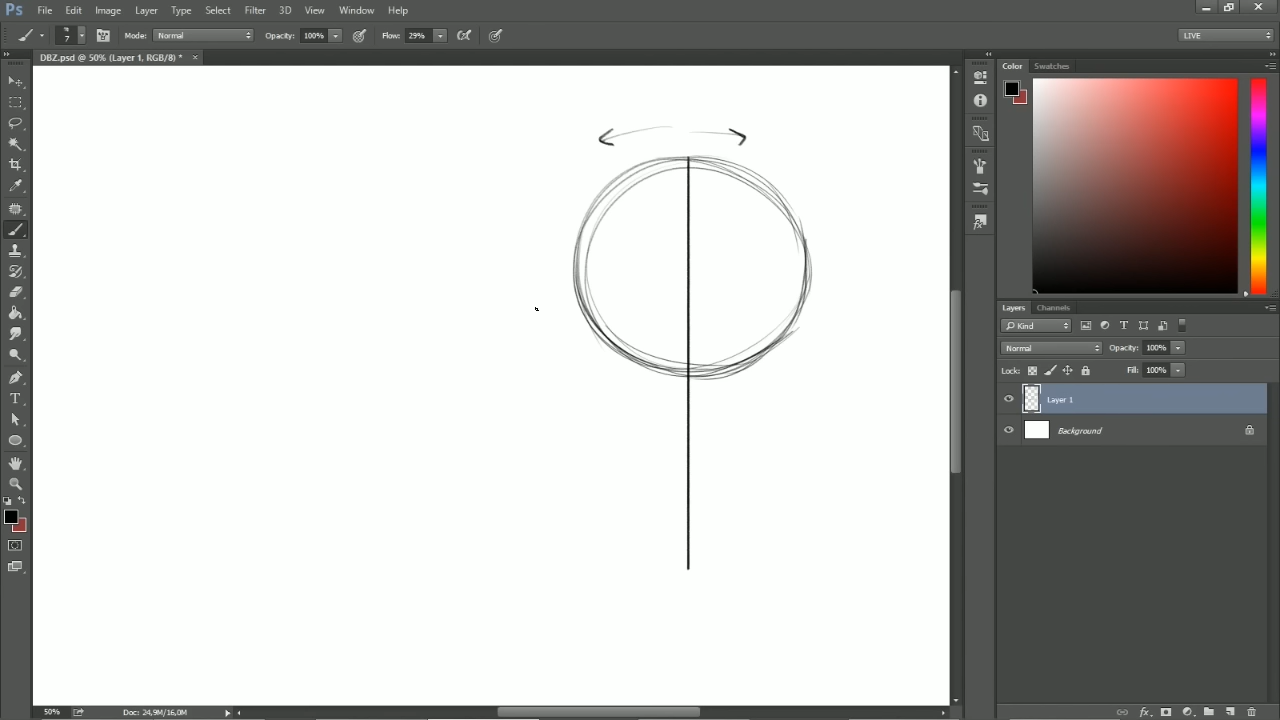 Ps File Edit Image Layer Type Select Filter 3D View Window Help
7 Mode: Normal Opacity: 100% Flow: 29% LIVE
DBZ.psd @ 50% (Layer 1, RGB/8) * ×
Color Swatches
Layers Channels
Kind
Normal Opacity: 100%
Lock: Fill: 100%
Layer 1
Background
50% Doc: 24,9M/16,0M